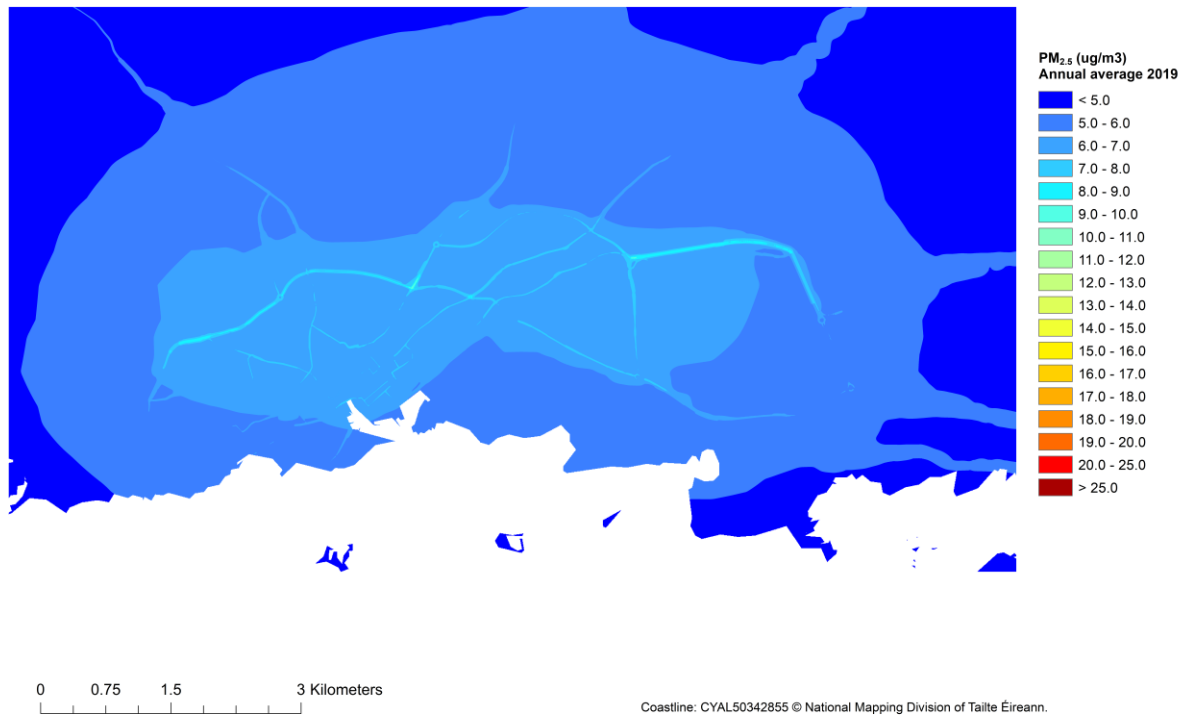 PM2.5 (ug/m3)
Annual average 2019
< 5.0
5.0 - 6.0
6.0 - 7.0
7.0 - 8.0
8.0 - 9.0
9.0 - 10.0
10.0 - 11.0
11.0 - 12.0
12.0 - 13.0
13.0 - 14.0
14.0 - 15.0
15.0 - 16.0
16.0 - 17.0
17.0 - 18.0
18.0 - 19.0
19.0 - 20.0
20.0 - 25.0
> 25.0
0 0.75 1.5 3 Kilometers
Coastline: CYAL50342855 © National Mapping Division of Tailte Éireann.